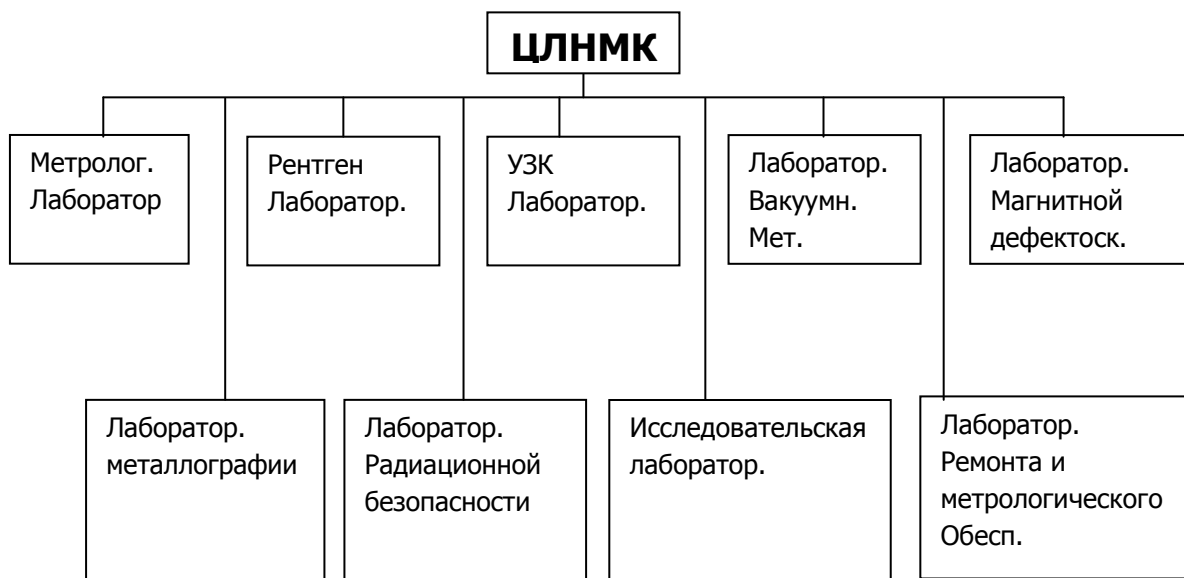 ЦЛНМК
Метролог.
Лаборатор
Рентген
Лаборатор.
УЗК
Лаборатор.
Лаборатор.
Вакуумн.
Мет.
Лаборатор.
Магнитной
дефектоск.
Лаборатор.
металлографии
Лаборатор.
Радиационной
безопасности
Исследовательская
лаборатор.
Лаборатор.
Ремонта и
метрологического
Обесп.